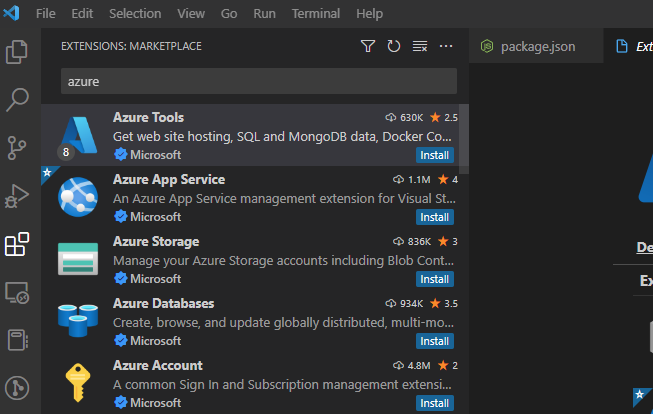 File Edit Selection View Go Run Terminal Help
EXTENSIONS: MARKETPLACE
package.json
azure
Azure Tools 630K 2.5
Get web site hosting, SQL and MongoDB data, Docker Co...
8
Microsoft Install
Azure App Service 1.1M 4
An Azure App Service management extension for Visual St...
Microsoft Install
Azure Storage 836K 3
Manage your Azure Storage accounts including Blob Cont...
Microsoft Install
Azure Databases 934K 3.5
Create, browse, and update globally distributed, multi-mo...
Microsoft Install
Azure Account 4.8M 2
A common Sign In and Subscription management extensi...
Microsoft Install